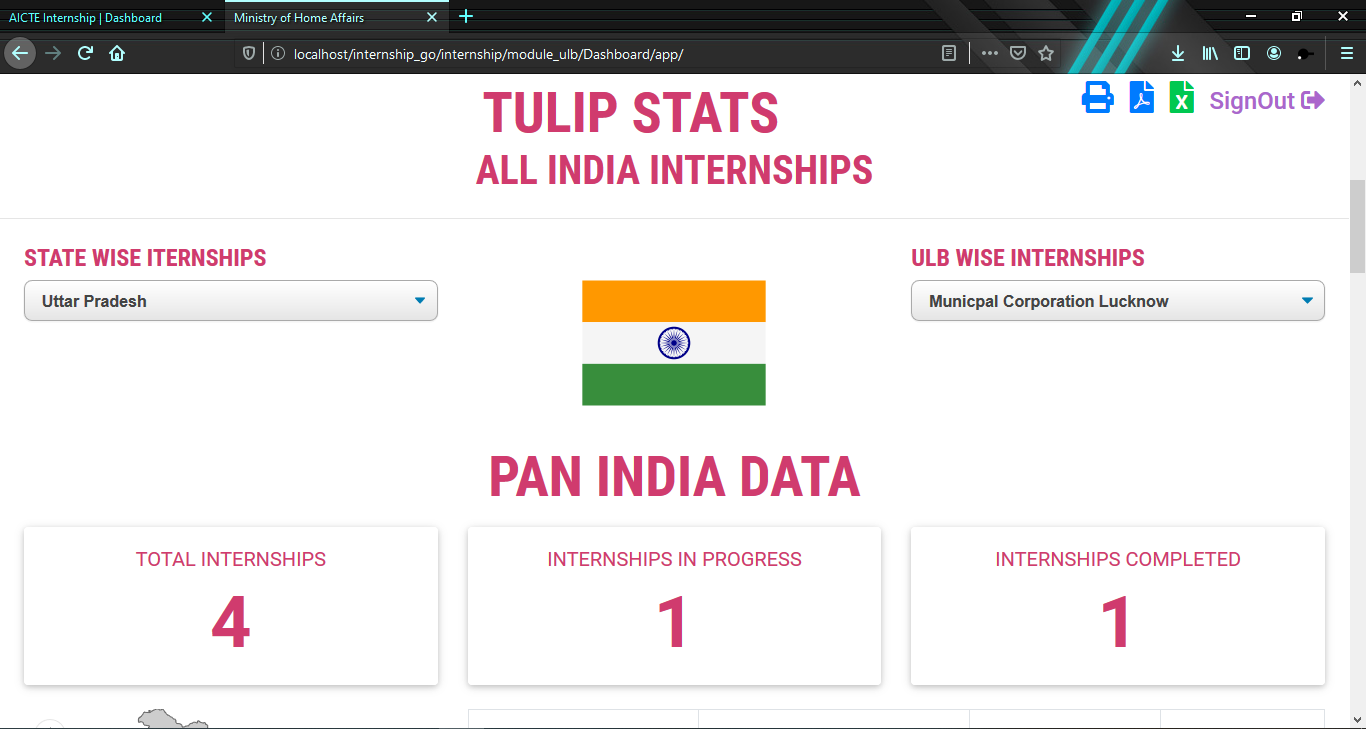 AICTE Internship | Dashboard
Ministry of Home Affairs
localhost/internship_go/internship/module_ulb/Dashboard/app/
TULIP STATS
SignOut
ALL INDIA INTERNSHIPS
STATE WISE ITERNSHIPS
ULB WISE INTERNSHIPS
Uttar Pradesh
Municpal Corporation Lucknow
PAN INDIA DATA
TOTAL INTERNSHIPS
INTERNSHIPS IN PROGRESS
INTERNSHIPS COMPLETED
4
1
1